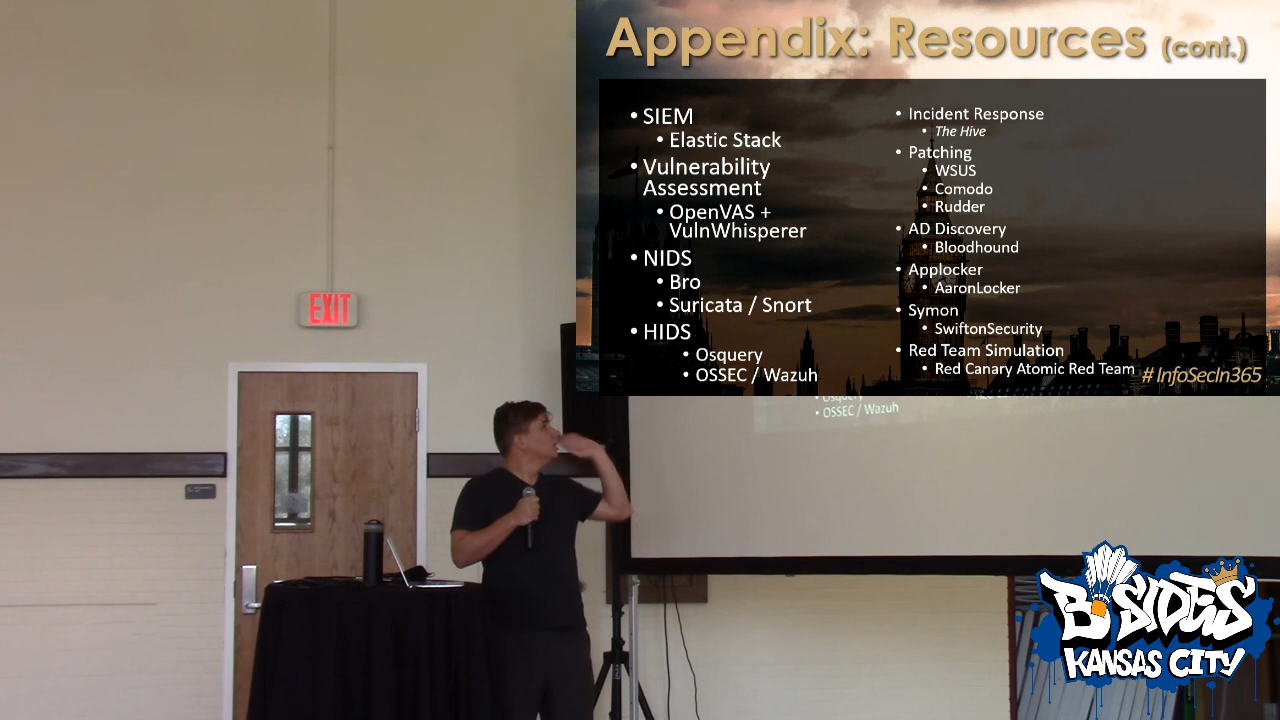 Appendix: Resources (cont.)
• SIEM
• Elastic Stack
• Vulnerability
Assessment
• OpenVAS +
VulnWhisperer
• NIDS
• Bro
• Suricata / Snort
• HIDS
• Osquery
• OSSEC / Wazuh
• Incident Response
• The Hive
• Patching
• WSUS
• Comodo
• Rudder
• AD Discovery
• Bloodhound
• Applocker
• AaronLocker
• Symon
• SwiftonSecurity
• Red Team Simulation
• Red Canary Atomic Red Team
# InfoSecIn365
EXIT
• Osquery
• OSSEC / Wazuh
B•SIDES
KANSAS CITY